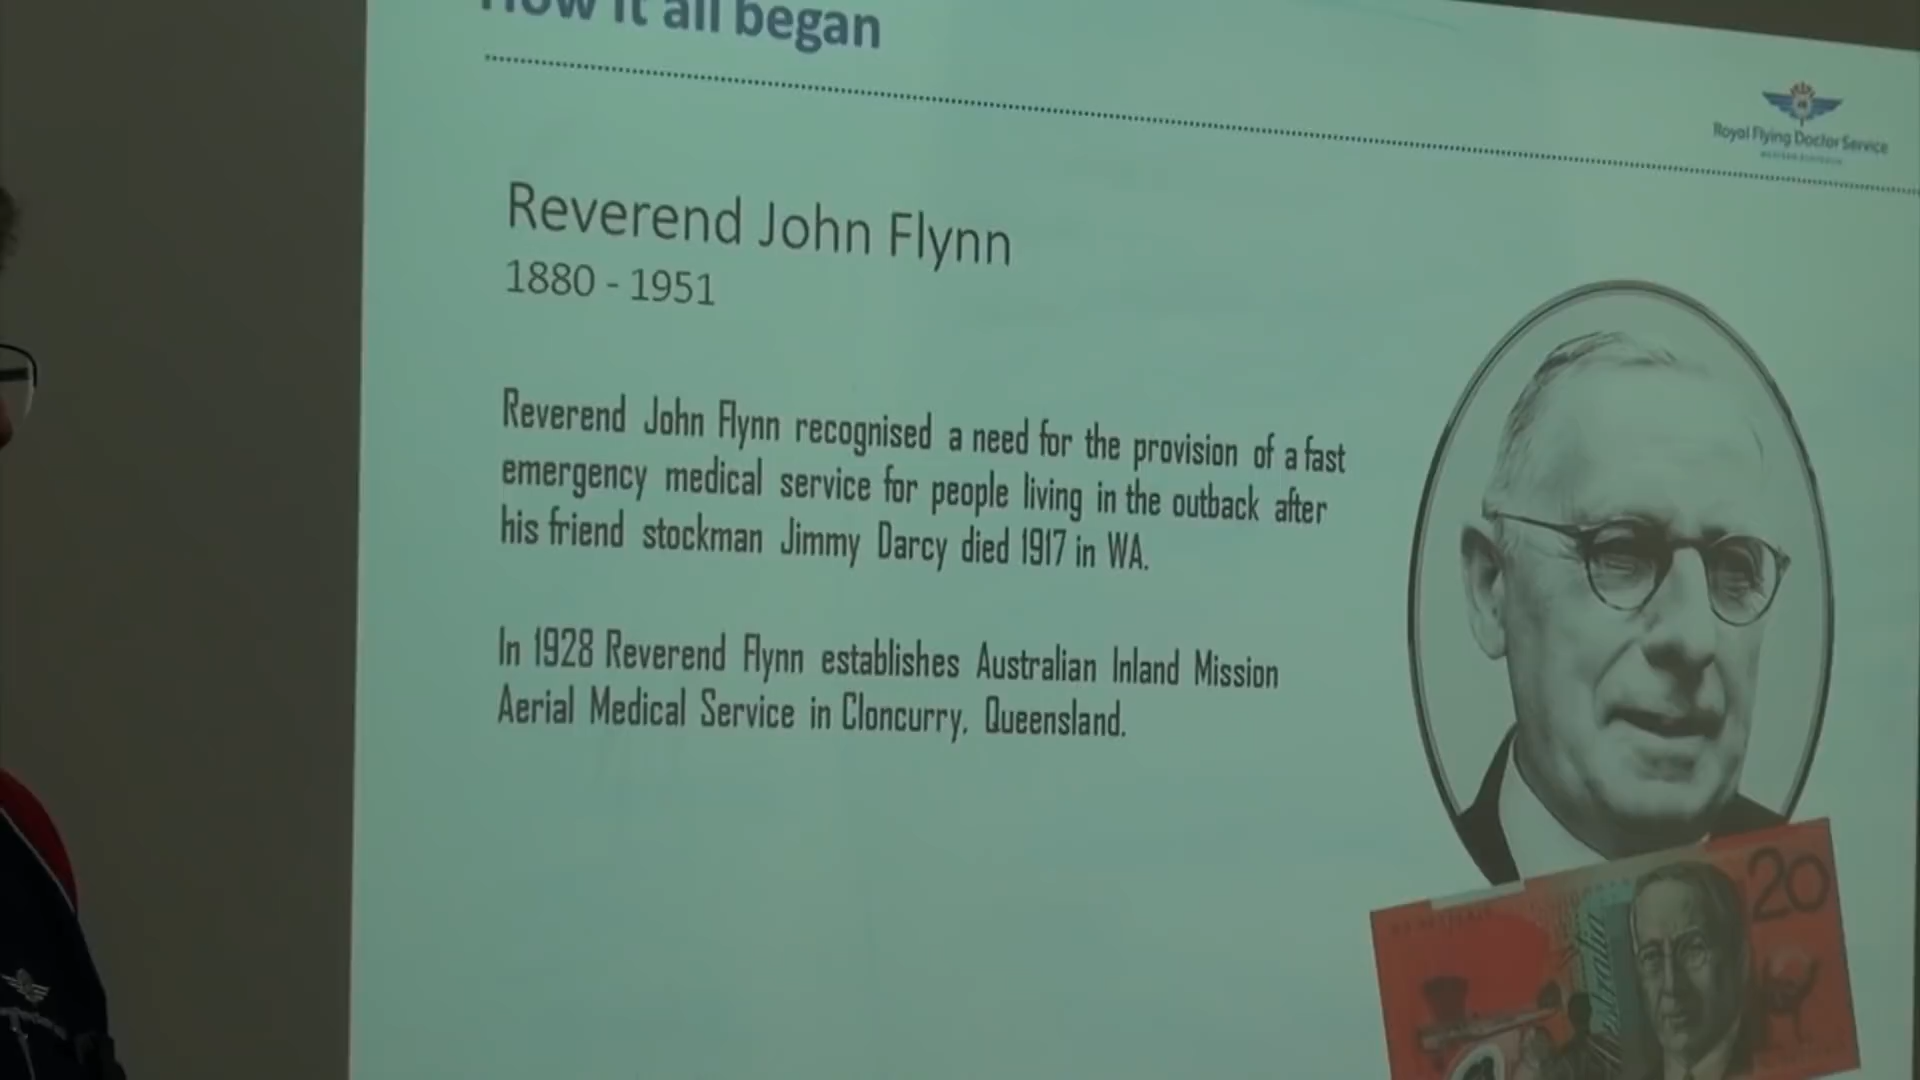 How it all began
Royal Flying Doctor Service
Reverend John Flynn
1880 - 1951
Reverend John Flynn recognised a need for the provision of a fast
emergency medical service for people living in the outback after
his friend stockman Jimmy Darcy died 1917 in WA.
In 1928 Reverend Flynn establishes Australian Inland Mission
Aerial Medical Service in Cloncurry, Queensland.
20
Australia